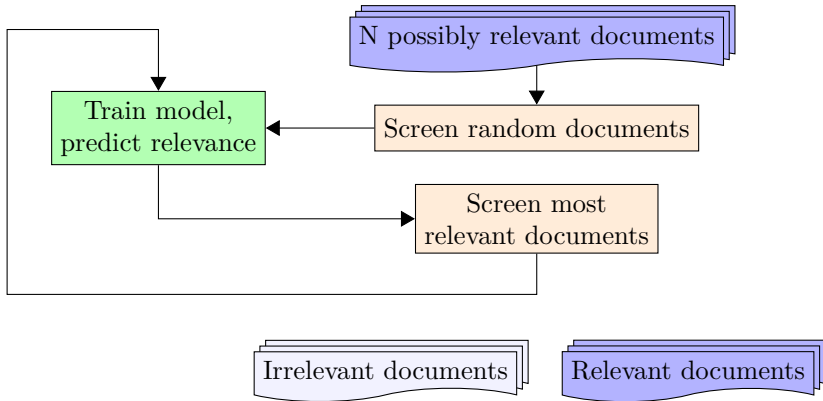 N possibly relevant documents
Train model,
predict relevance
Screen random documents
Screen most
relevant documents
Irrelevant documents
Relevant documents